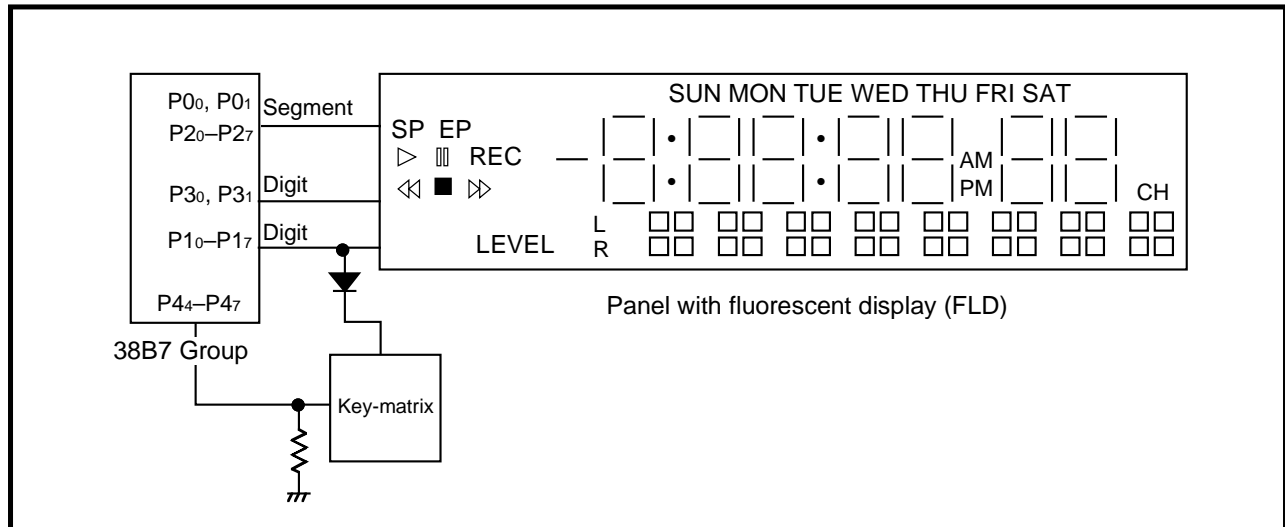 P00, P01
P20–P27
Segment
P30, P31
Digit
P10–P17
Digit
P44–P47
38B7 Group
Key-matrix
SUN MON TUE WED THU FRI SAT
SP EP
REC
AM
PM
CH
LEVEL
L
R
Panel with fluorescent display (FLD)